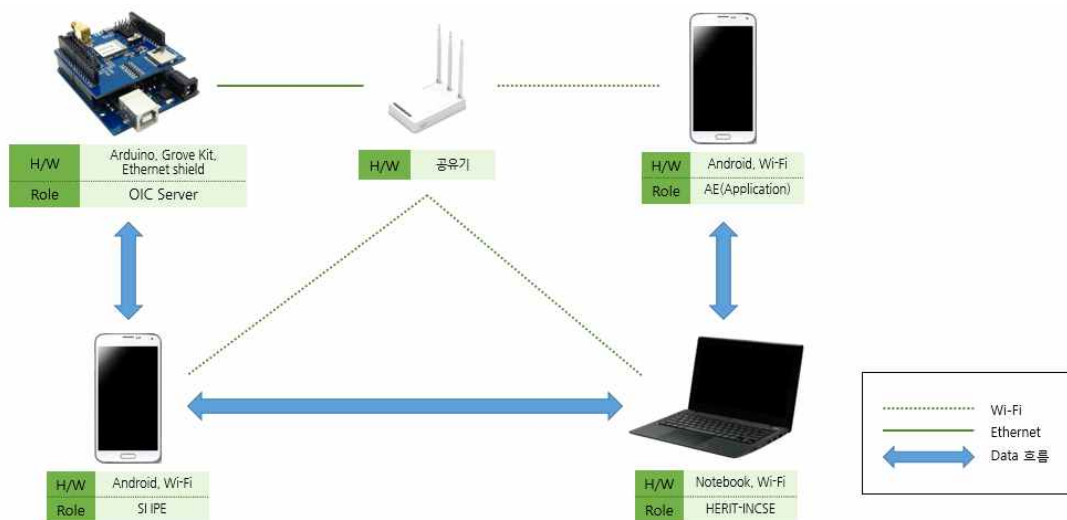 H/W Arduino, Grove Kit,
Ethernet shield
Role OIC Server
H/W 공유기
H/W Android, Wi-Fi
Role AE(Application)
H/W Android, Wi-Fi
Role SI IPE
H/W Notebook, Wi-Fi
Role HERIT-INCSE
Wi-Fi
Ethernet
Data 흐름